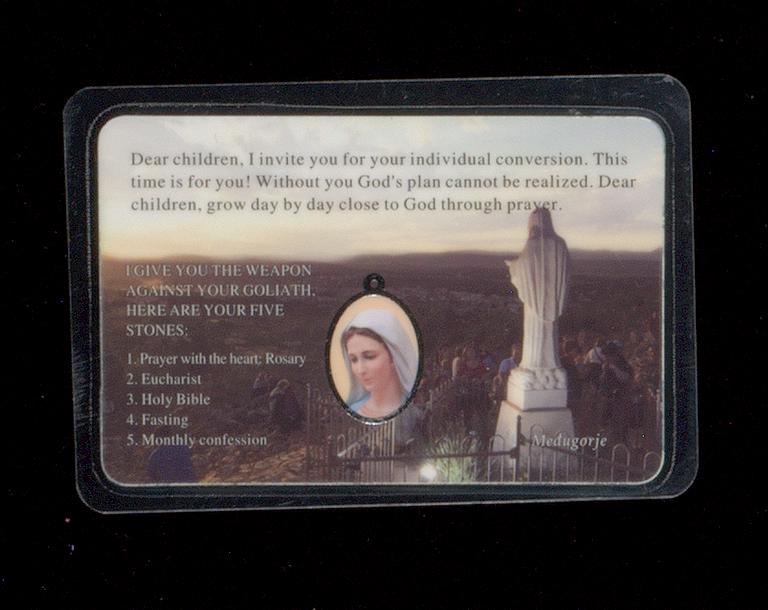 Dear children, I invite you for your individual conversion. This
time is for you! Without you God's plan cannot be realized. Dear
children, grow day by day close to God through prayer.
I GIVE YOU THE WEAPON
AGAINST YOUR GOLIATH.
HERE ARE YOUR FIVE
STONES:
1. Prayer with the heart: Rosary
2. Eucharist
3. Holy Bible
4. Fasting
5. Monthly confession
Medugorje